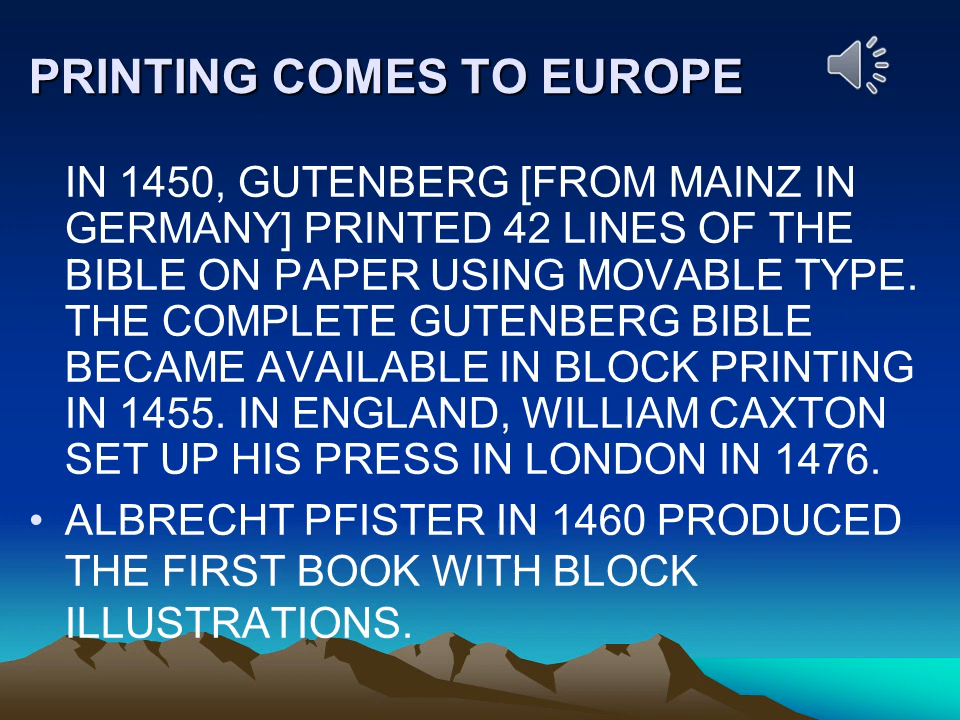 PRINTING COMES TO EUROPE
IN 1450, GUTENBERG [FROM MAINZ IN
GERMANY] PRINTED 42 LINES OF THE
BIBLE ON PAPER USING MOVABLE TYPE.
THE COMPLETE GUTENBERG BIBLE
BECAME AVAILABLE IN BLOCK PRINTING
IN 1455. IN ENGLAND, WILLIAM CAXTON
SET UP HIS PRESS IN LONDON IN 1476.
• ALBRECHT PFISTER IN 1460 PRODUCED
THE FIRST BOOK WITH BLOCK
ILLUSTRATIONS.